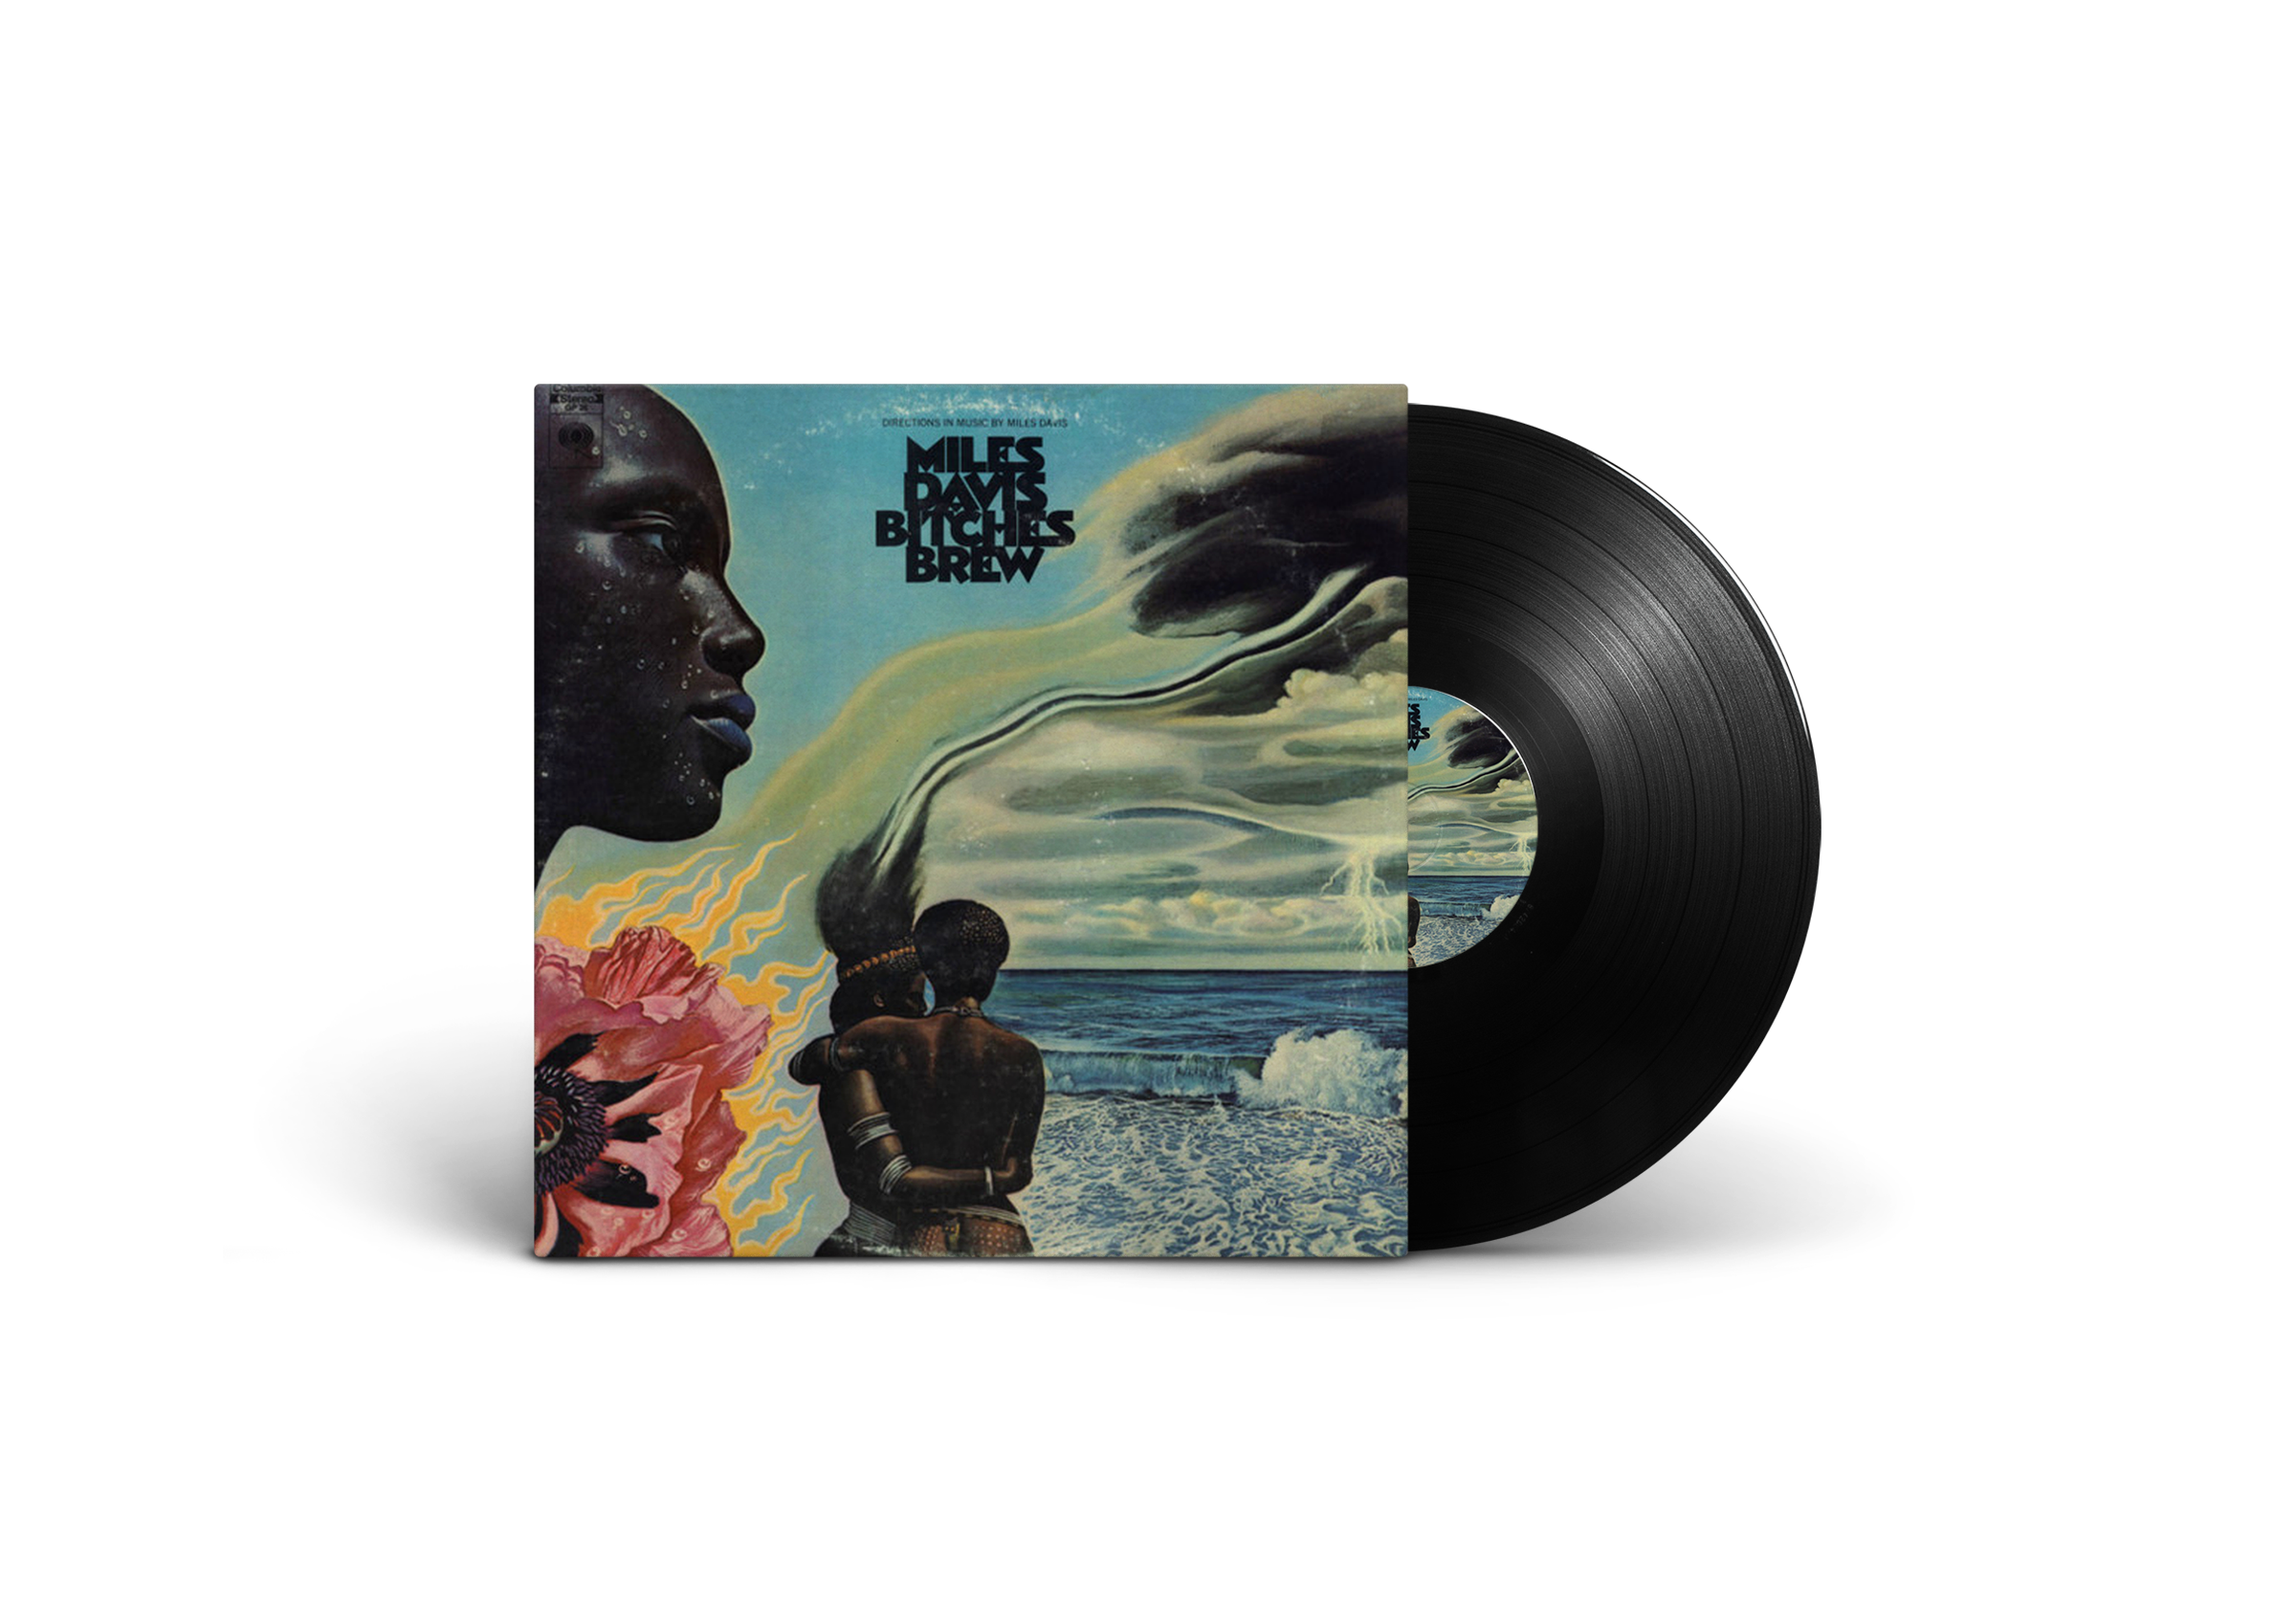 Columbia
Stereo
GP 26
DIRECTIONS IN MUSIC BY MILES DAVIS
MILES
DAVIS
BITCHES
BREW